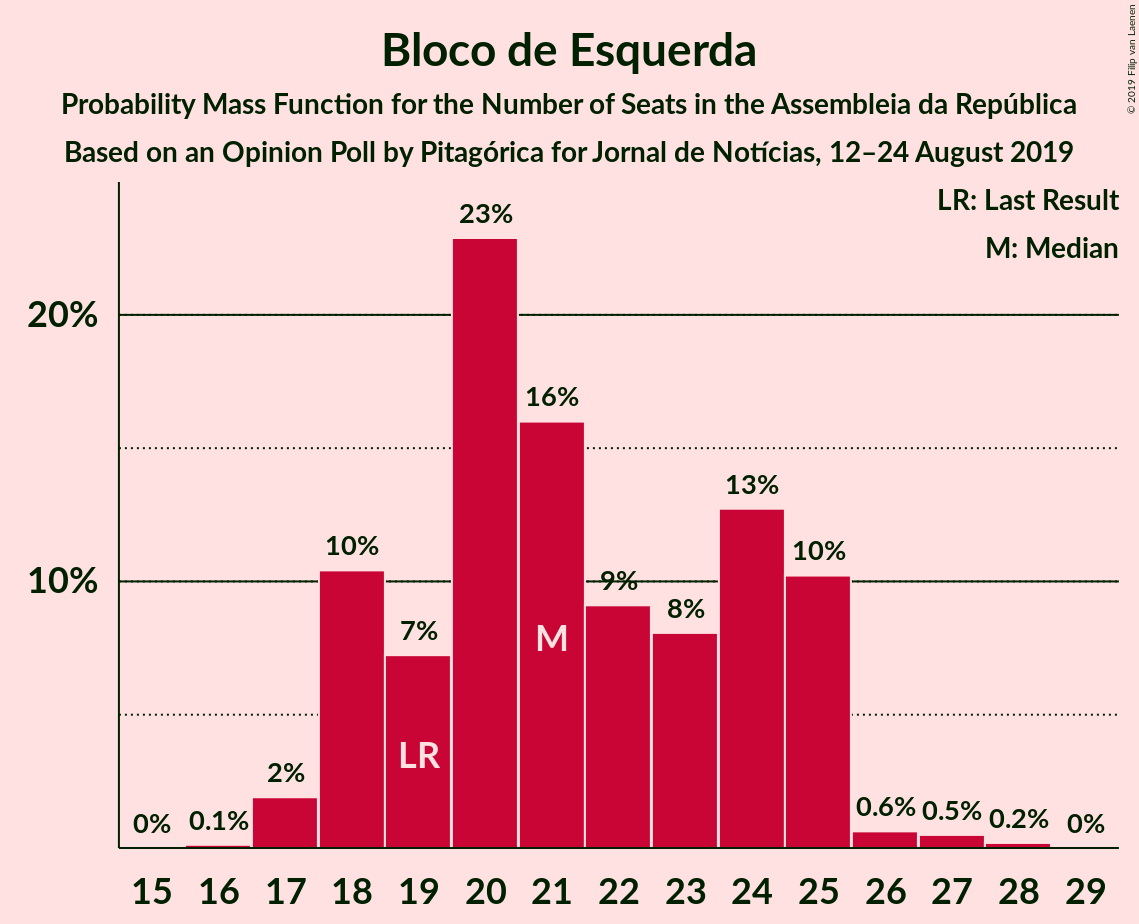 Bloco de Esquerda
Probability Mass Function for the Number of Seats in the Assembleia da República
Based on an Opinion Poll by Pitagórica for Jornal de Notícias, 12–24 August 2019
© 2019 Filip van Laenen
LR: Last Result
M: Median
20%
10%
0%
0.1%
2%
10%
7%
23%
16%
9%
8%
13%
10%
0.6%
0.5%
0.2%
0%
LR
M
15 16 17 18 19 20 21 22 23 24 25 26 27 28 29